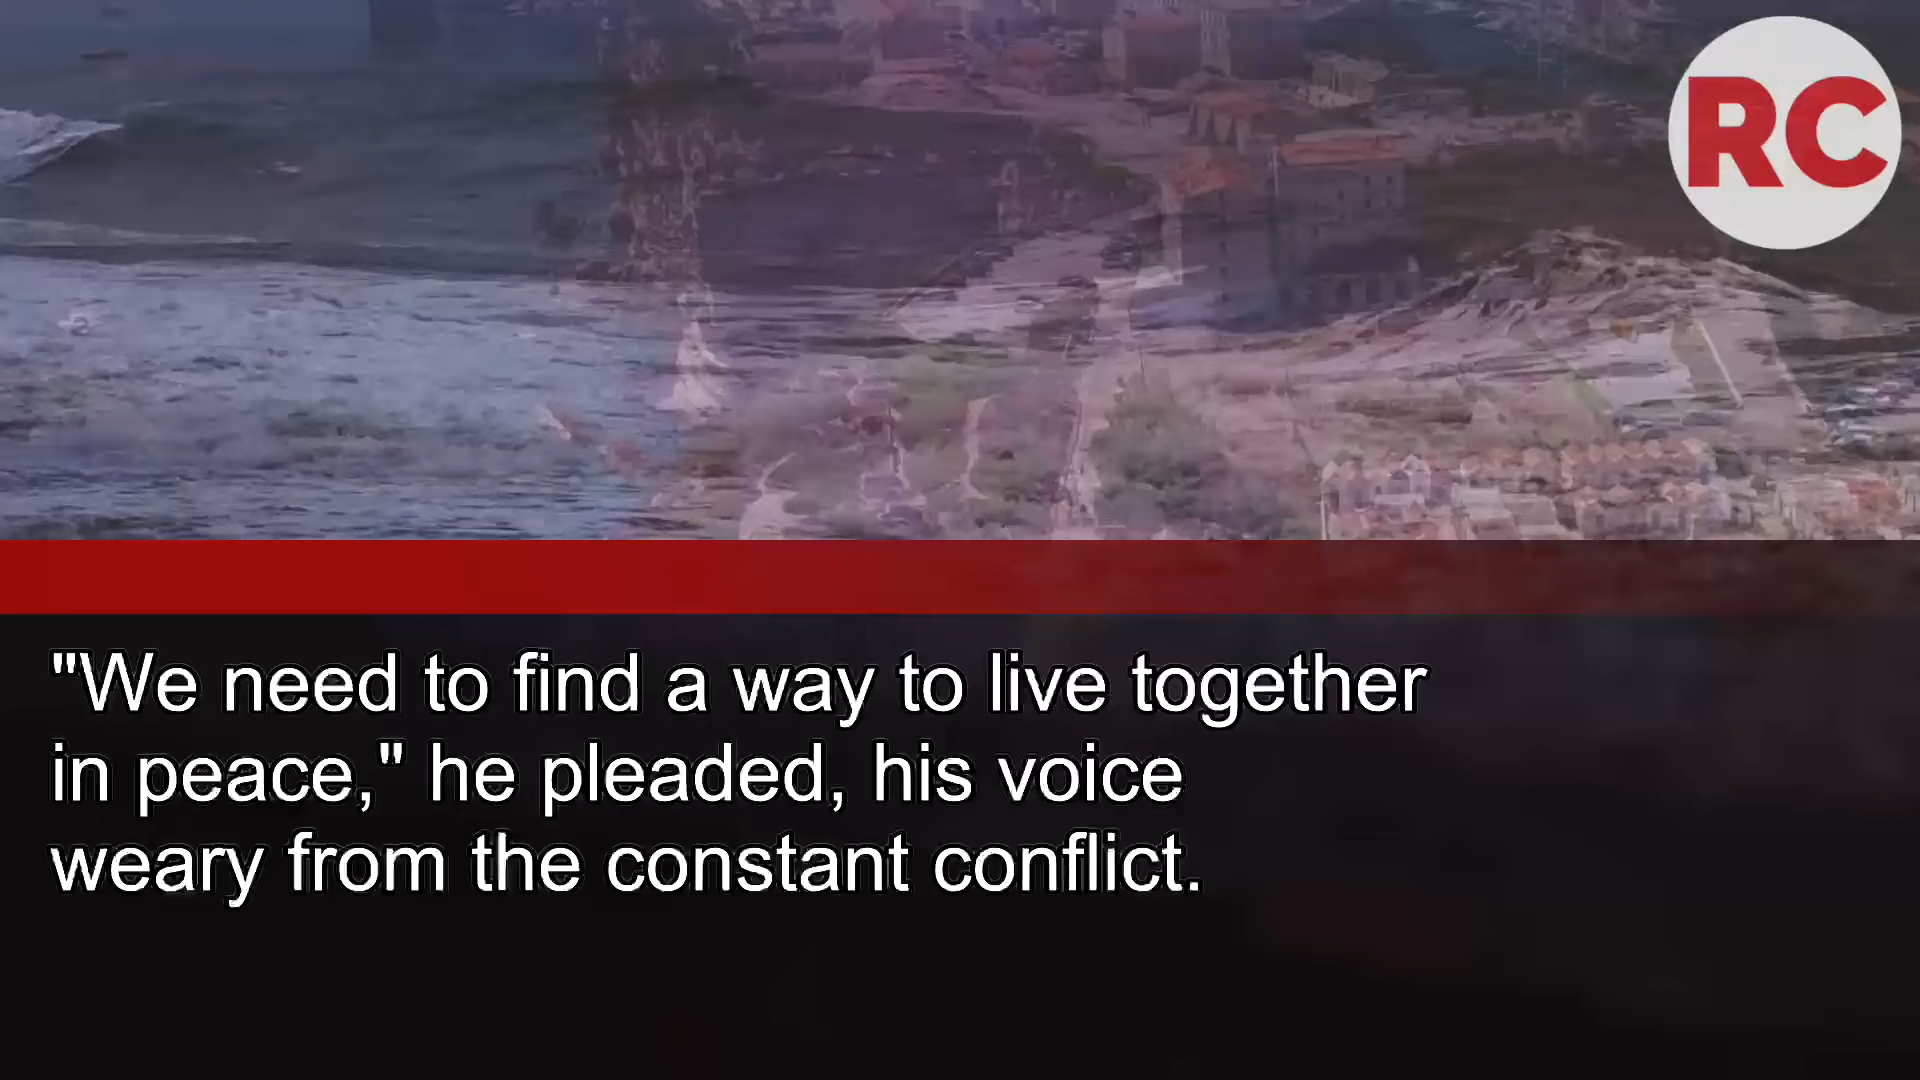 RC
"We need to find a way to live together
in peace," he pleaded, his voice
weary from the constant conflict.